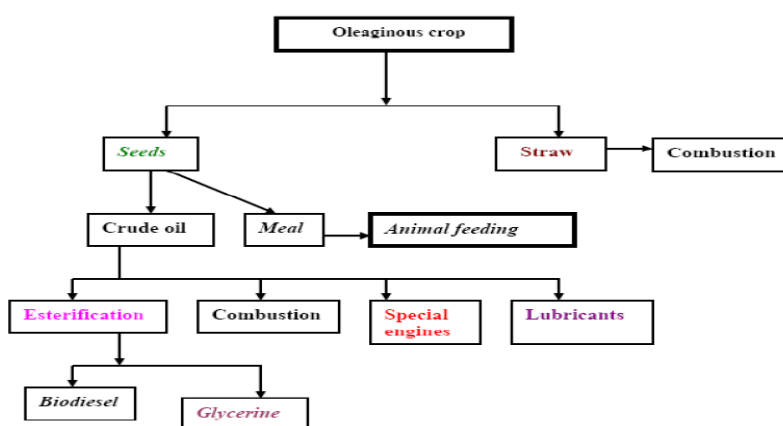 Oleaginous crop
Seeds
Straw
Combustion
Crude oil
Meal
Animal feeding
Esterification
Combustion
Special
engines
Lubricants
Biodiesel
Glycerine